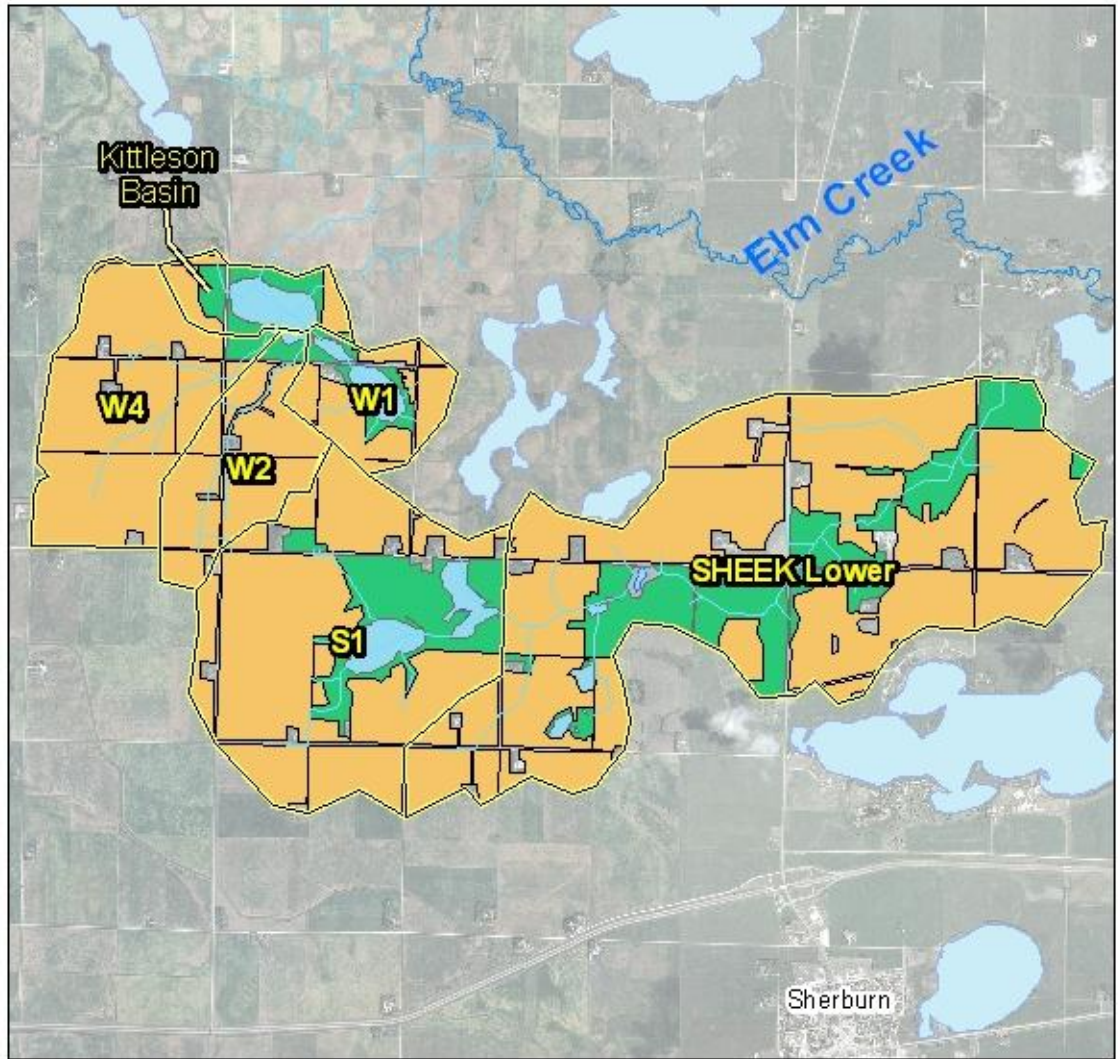 Kittleson
Basin
Elm Creek
W4
W1
W2
SHEEK Lower
S1
Sherburn